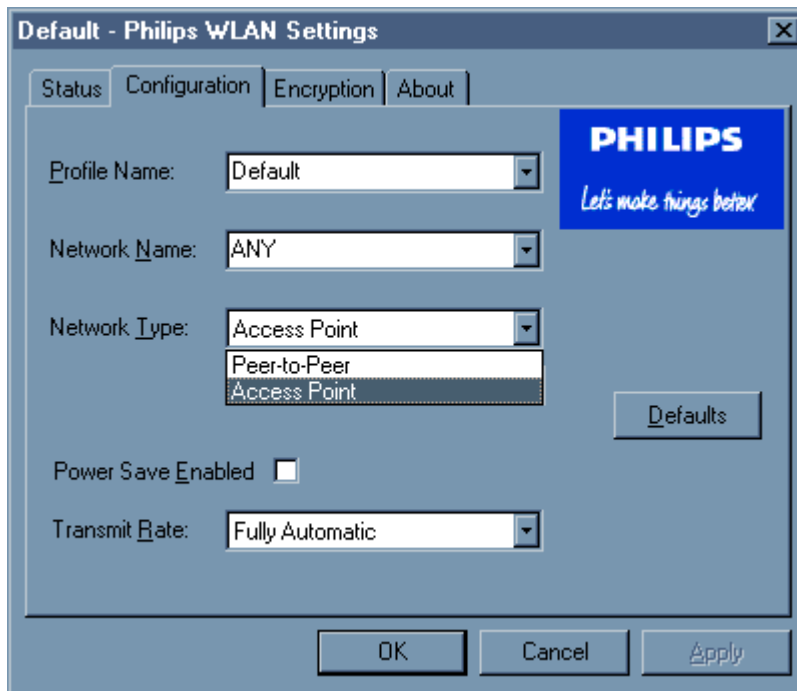 Default - Philips WLAN Settings
Status Configuration Encryption About
PHILIPS
Let's make things better.
Profile Name: Default
Network Name: ANY
Network Type: Access Point
Peer-to-Peer
Access Point
Defaults
Power Save Enabled
Transmit Rate: Fully Automatic
OK Cancel Apply